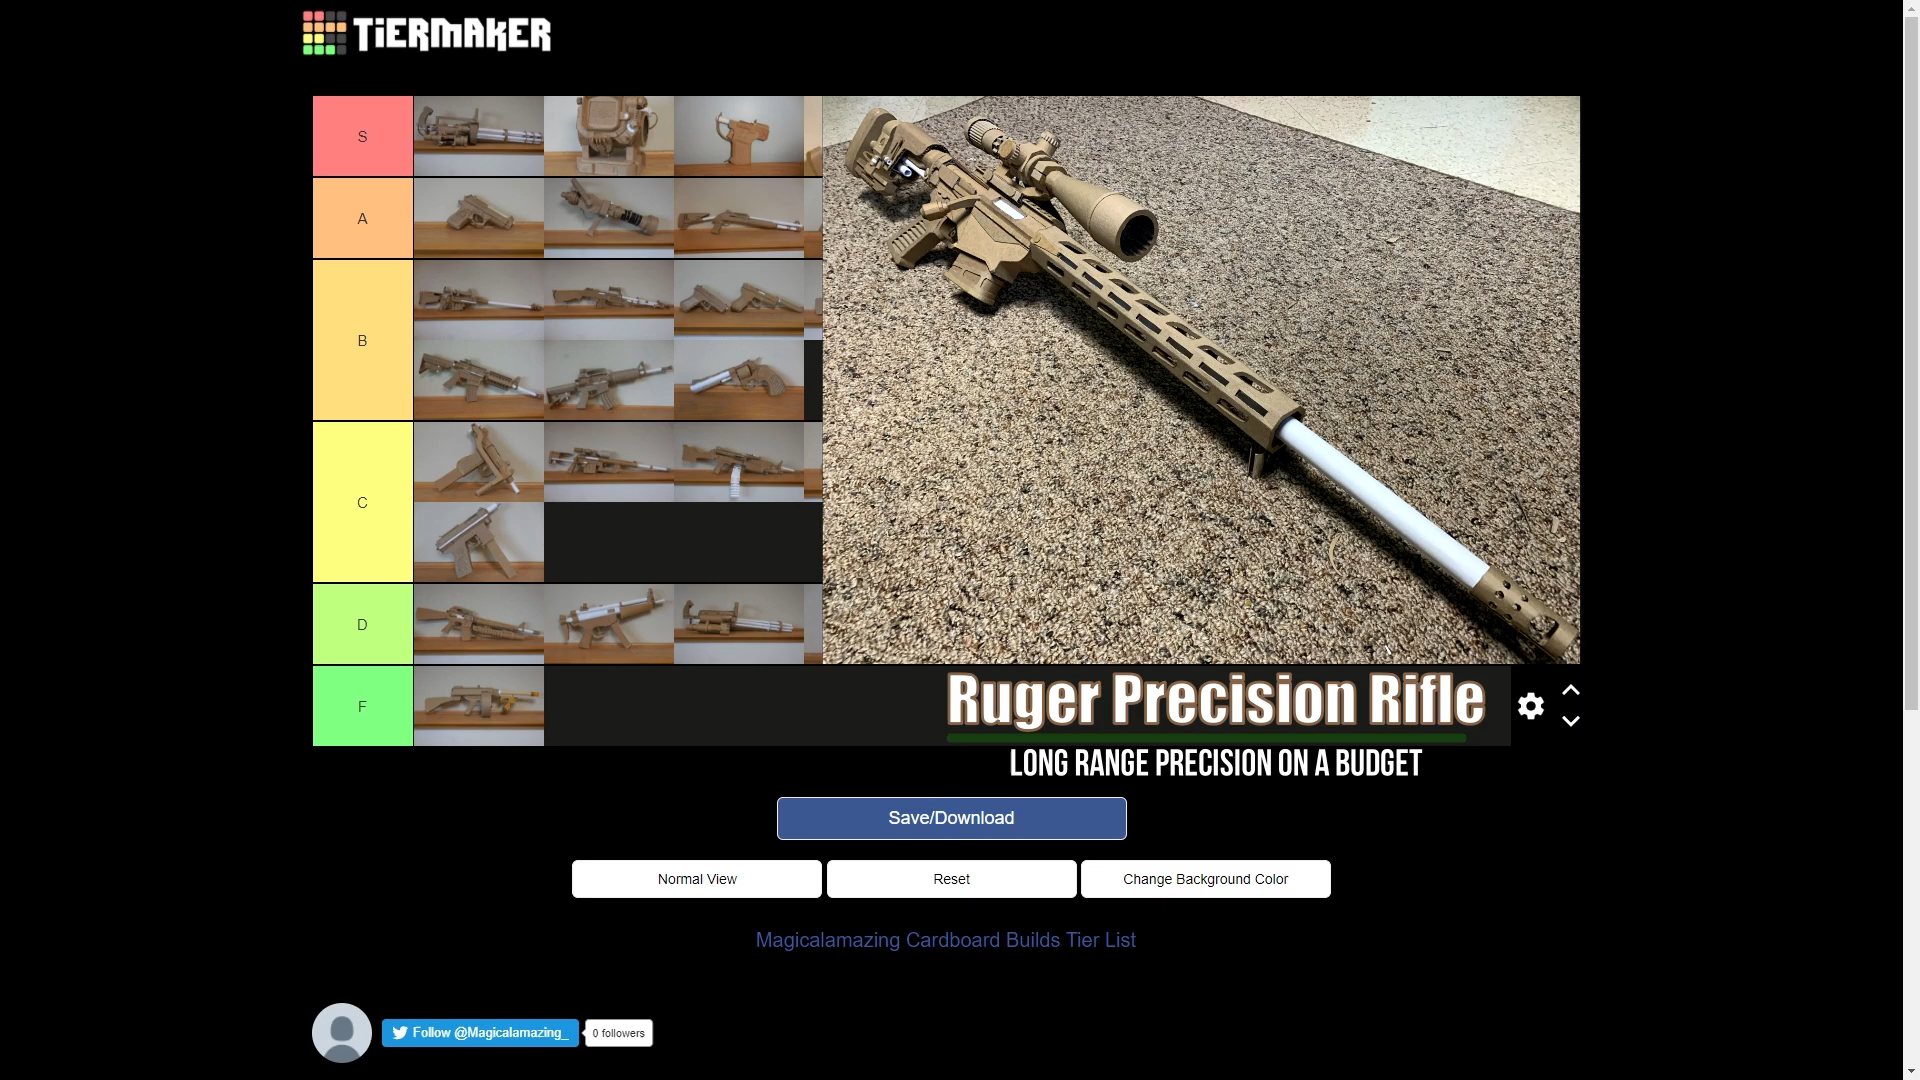 TiERMAKER
S
A
B
C
D
F
Ruger Precision Rifle
LONG RANGE PRECISION ON A BUDGET
Save/Download
Normal View
Reset
Change Background Color
Magicalamazing Cardboard Builds Tier List
Follow @Magicalamazing_
0 followers